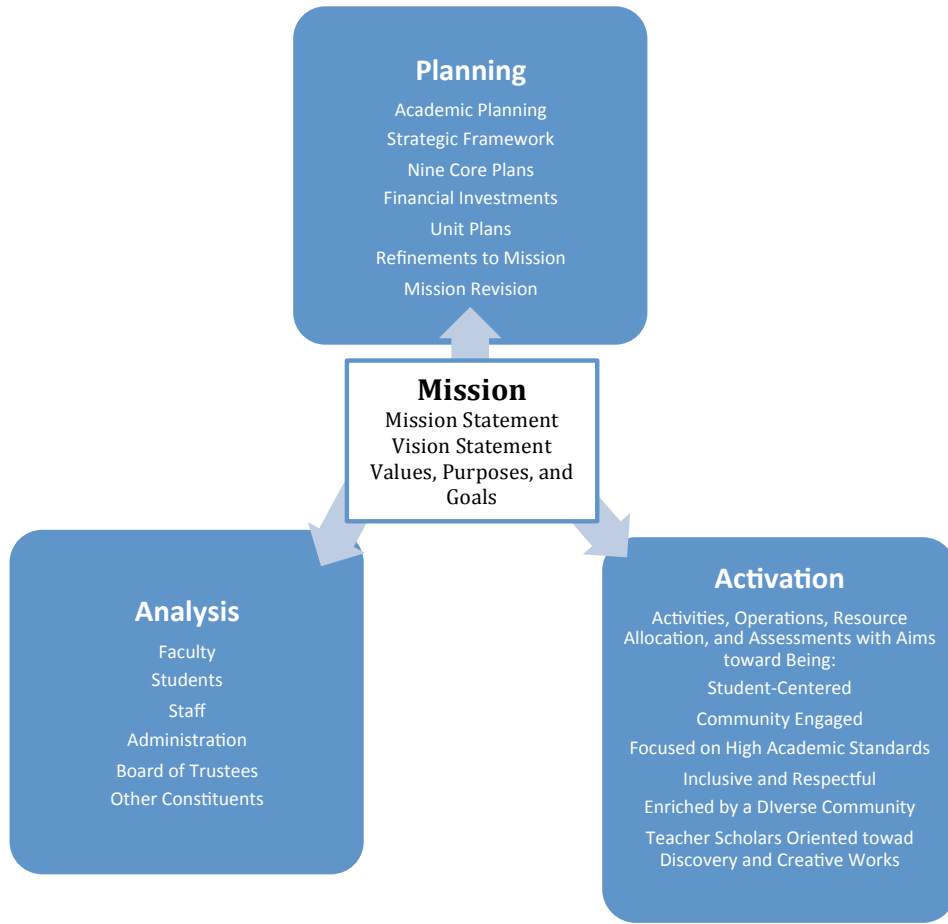 Planning
Academic Planning
Strategic Framework
Nine Core Plans
Financial Investments
Unit Plans
Refinements to Mission
Mission Revision
Mission
Mission Statement
Vision Statement
Values, Purposes, and
Goals
Analysis
Faculty
Students
Staff
Administration
Board of Trustees
Other Constituents
Activation
Activities, Operations, Resource
Allocation, and Assessments with Aims
toward Being:
Student-Centered
Community Engaged
Focused on High Academic Standards
Inclusive and Respectful
Enriched by a DIverse Community
Teacher Scholars Oriented towad
Discovery and Creative Works